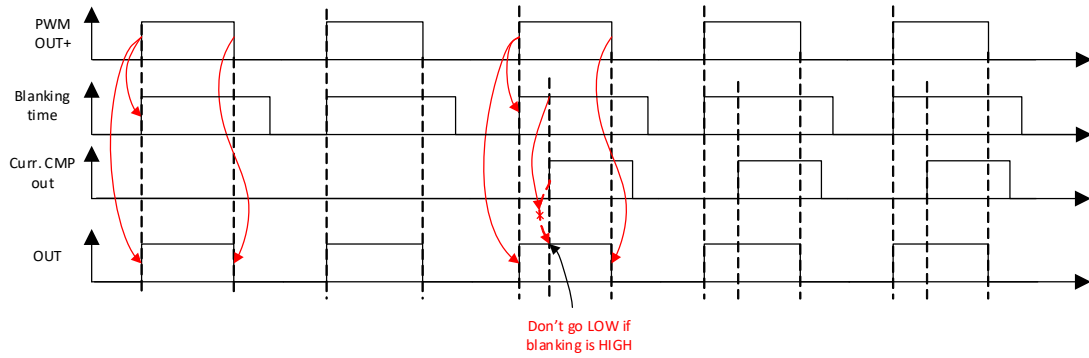 PWM
OUT+
Blanking
time
Curr. CMP
out
OUT
Don't go LOW if
blanking is HIGH